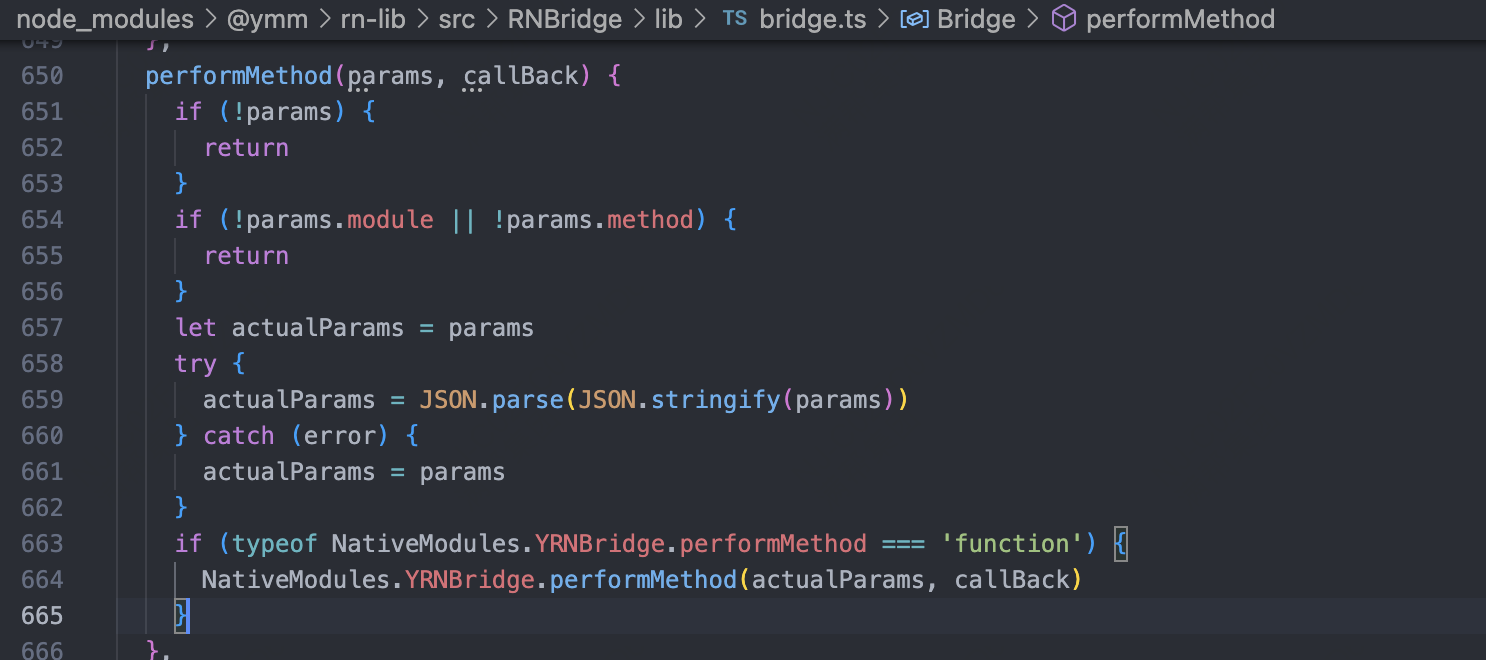 node_modules > @ymm > rn-lib > src > RNBridge > lib > TS bridge.ts > Bridge > performMethod
649 },
650 performMethod(params, callBack) {
651 if (!params) {
652 return
653 }
654 if (!params.module || !params.method) {
655 return
656 }
657 let actualParams = params
658 try {
659 actualParams = JSON.parse(JSON.stringify(params))
660 } catch (error) {
661 actualParams = params
662 }
663 if (typeof NativeModules.YRNBridge.performMethod === 'function') {
664 NativeModules.YRNBridge.performMethod(actualParams, callBack)
665 }
666 },